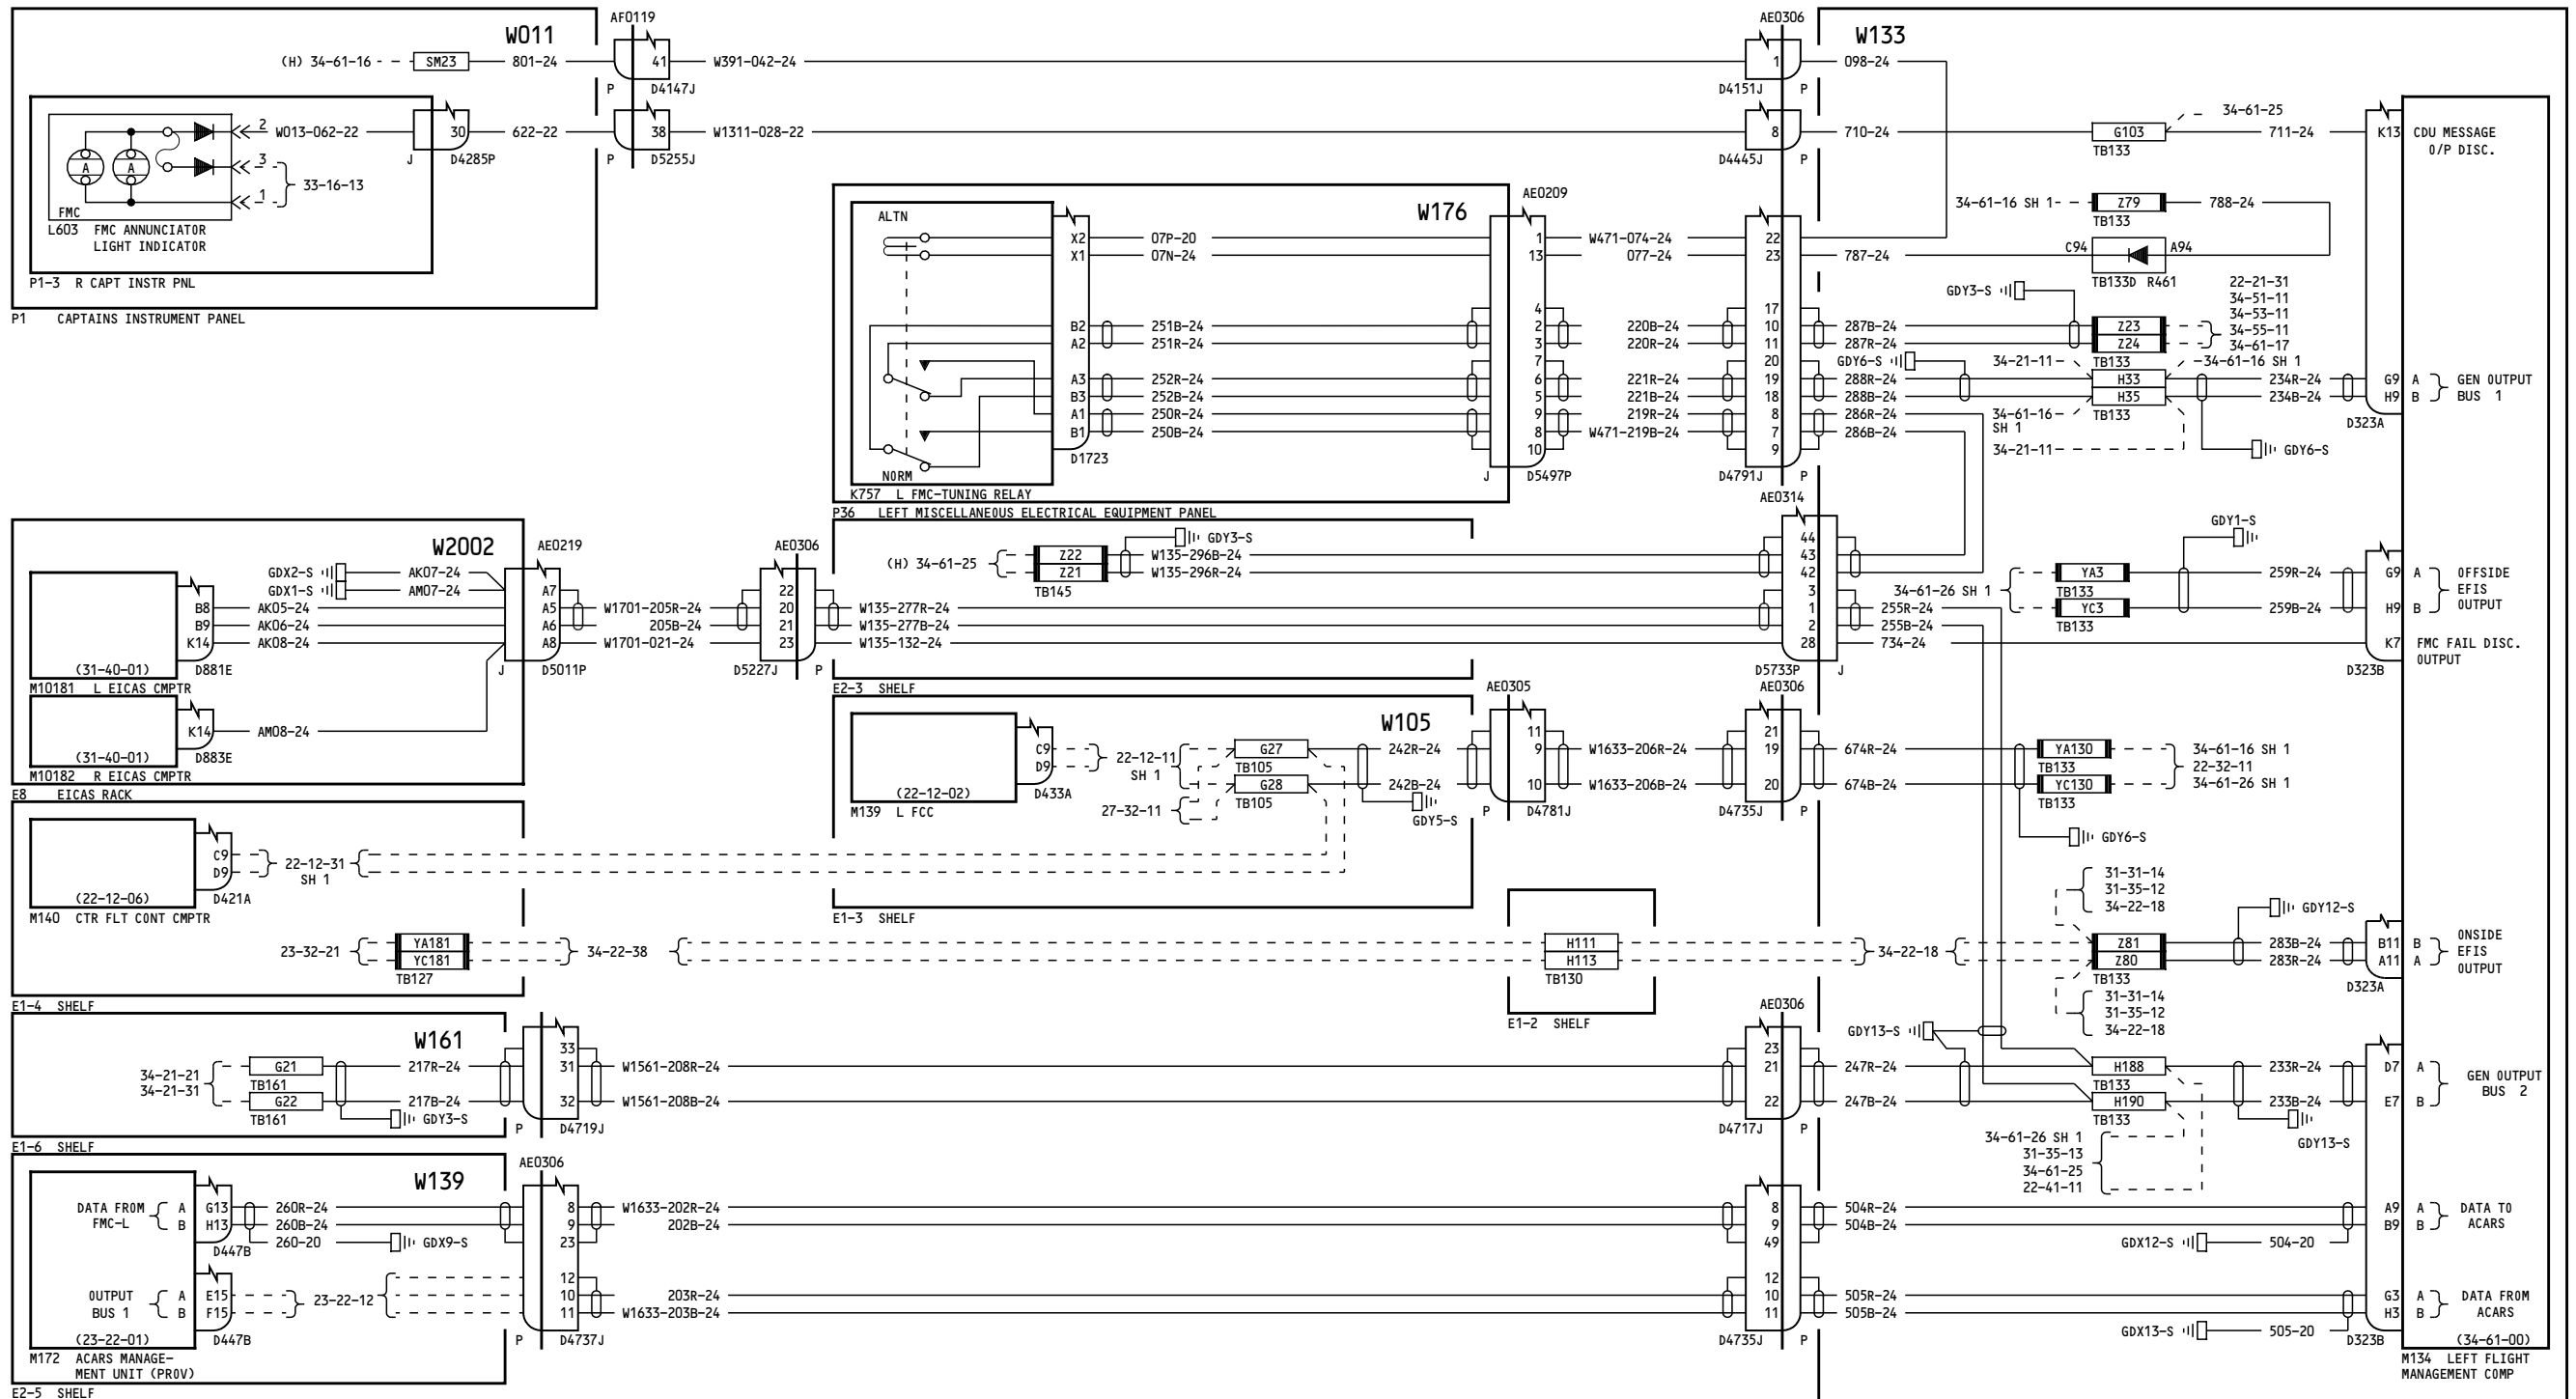 W011
(H) 34-61-16
SM23
801-24
AF0119
41
P
D4147J
W391-042-24
AE0306
1
D4151J
P
W133
098-24
FMC
L603 FMC ANNUNCIATOR
LIGHT INDICATOR
A
A
2
3
1
W013-062-22
33-16-13
30
J
D4285P
622-22
38
P
D5255J
W1311-028-22
8
D4445J
P
710-24
G103
TB133
34-61-25
711-24
K13
CDU MESSAGE
O/P DISC.
P1-3 R CAPT INSTR PNL
P1 CAPTAINS INSTRUMENT PANEL
W176
ALTN
NORM
X2
X1
B2
A2
A3
B3
A1
B1
D1723
07P-20
07N-24
251B-24
251R-24
252R-24
252B-24
250R-24
250B-24
AE0209
1
13
4
2
3
7
6
5
9
8
10
J
D5497P
W471-074-24
077-24
220B-24
220R-24
221R-24
221B-24
219R-24
W471-219B-24
22
23
17
10
11
20
19
18
8
7
9
D4791J
P
K757 L FMC-TUNING RELAY
P36 LEFT MISCELLANEOUS ELECTRICAL EQUIPMENT PANEL
34-61-16 SH 1
Z79
TB133
788-24
787-24
C94
A94
TB133D R461
GDY3-S
287B-24
287R-24
Z23
Z24
TB133
22-21-31
34-51-11
34-53-11
34-55-11
34-61-17
GDY6-S
34-21-11
34-61-16 SH 1
288R-24
288B-24
286R-24
286B-24
H33
H35
TB133
34-61-16
SH 1
34-21-11
234R-24
234B-24
GDY6-S
G9 A
H9 B
GEN OUTPUT
BUS 1
D323A
W2002
AE0219
GDX2-S
GDX1-S
AK07-24
AM07-24
AK05-24
AK06-24
AK08-24
B8
B9
K14
(31-40-01)
D881E
M10181 L EICAS CMPTR
K14
AM08-24
(31-40-01)
D883E
M10182 R EICAS CMPTR
E8 EICAS RACK
A7
A5
A6
A8
J
D5011P
W1701-205R-24
205B-24
W1701-021-24
AE0306
22
20
21
23
D5227J
P
(H) 34-61-25
Z22
Z21
TB145
GDY3-S
W135-296B-24
W135-296R-24
W135-277R-24
W135-277B-24
W135-132-24
E2-3 SHELF
AE0314
44
43
42
3
1
2
28
D5733P
J
255R-24
255B-24
734-24
34-61-26 SH 1
YA3
TB133
YC3
TB133
GDY1-S
259R-24
259B-24
G9 A
H9 B
OFFSIDE
EFIS
OUTPUT
K7 FMC FAIL DISC.
OUTPUT
D323B
W105
(22-12-02)
C9
D9
D433A
M139 L FCC
22-12-11
SH 1
27-32-11
G27
TB105
G28
TB105
242R-24
242B-24
GDY5-S
AE0305
11
9
10
P
D4781J
W1633-206R-24
W1633-206B-24
AE0306
21
19
20
D4735J
P
674R-24
674B-24
YA130
TB133
YC130
TB133
34-61-16 SH 1
22-32-11
34-61-26 SH 1
GDY6-S
E1-3 SHELF
C9
D9
D421A
(22-12-06)
M140 CTR FLT CONT CMPTR
22-12-31
SH 1
23-32-21
YA181
YC181
TB127
34-22-38
E1-4 SHELF
H111
H113
TB130
E1-2 SHELF
34-22-18
31-31-14
31-35-12
34-22-18
Z81
Z80
TB133
31-31-14
31-35-12
34-22-18
GDY12-S
283B-24
283R-24
B11 B
A11 A
ONSIDE
EFIS
OUTPUT
D323A
W161
34-21-21
34-21-31
G21
TB161
G22
TB161
217R-24
217B-24
GDY3-S
33
31
32
P
D4719J
W1561-208R-24
W1561-208B-24
AE0306
23
21
22
D4717J
P
GDY13-S
247R-24
247B-24
H188
TB133
H190
TB133
34-61-26 SH 1
31-35-13
34-61-25
22-41-11
233R-24
233B-24
GDY13-S
D7 A
E7 B
GEN OUTPUT
BUS 2
E1-6 SHELF
W139
DATA FROM
FMC-L
A G13
B H13
D447B
260R-24
260B-24
260-20
GDX9-S
AE0306
8
9
23
12
10
11
P
D4737J
W1633-202R-24
202B-24
203R-24
W1633-203B-24
8
9
49
12
10
11
D4735J
P
504R-24
504B-24
GDX12-S
504-20
A9 A
B9 B
DATA TO
ACARS
OUTPUT
BUS 1
A E15
B F15
23-22-12
(23-22-01)
D447B
M172 ACARS MANAGE-
MENT UNIT (PROV)
E2-5 SHELF
505R-24
505B-24
GDX13-S
505-20
G3 A
H3 B
DATA FROM
ACARS
D323B
(34-61-00)
M134 LEFT FLIGHT
MANAGEMENT COMP